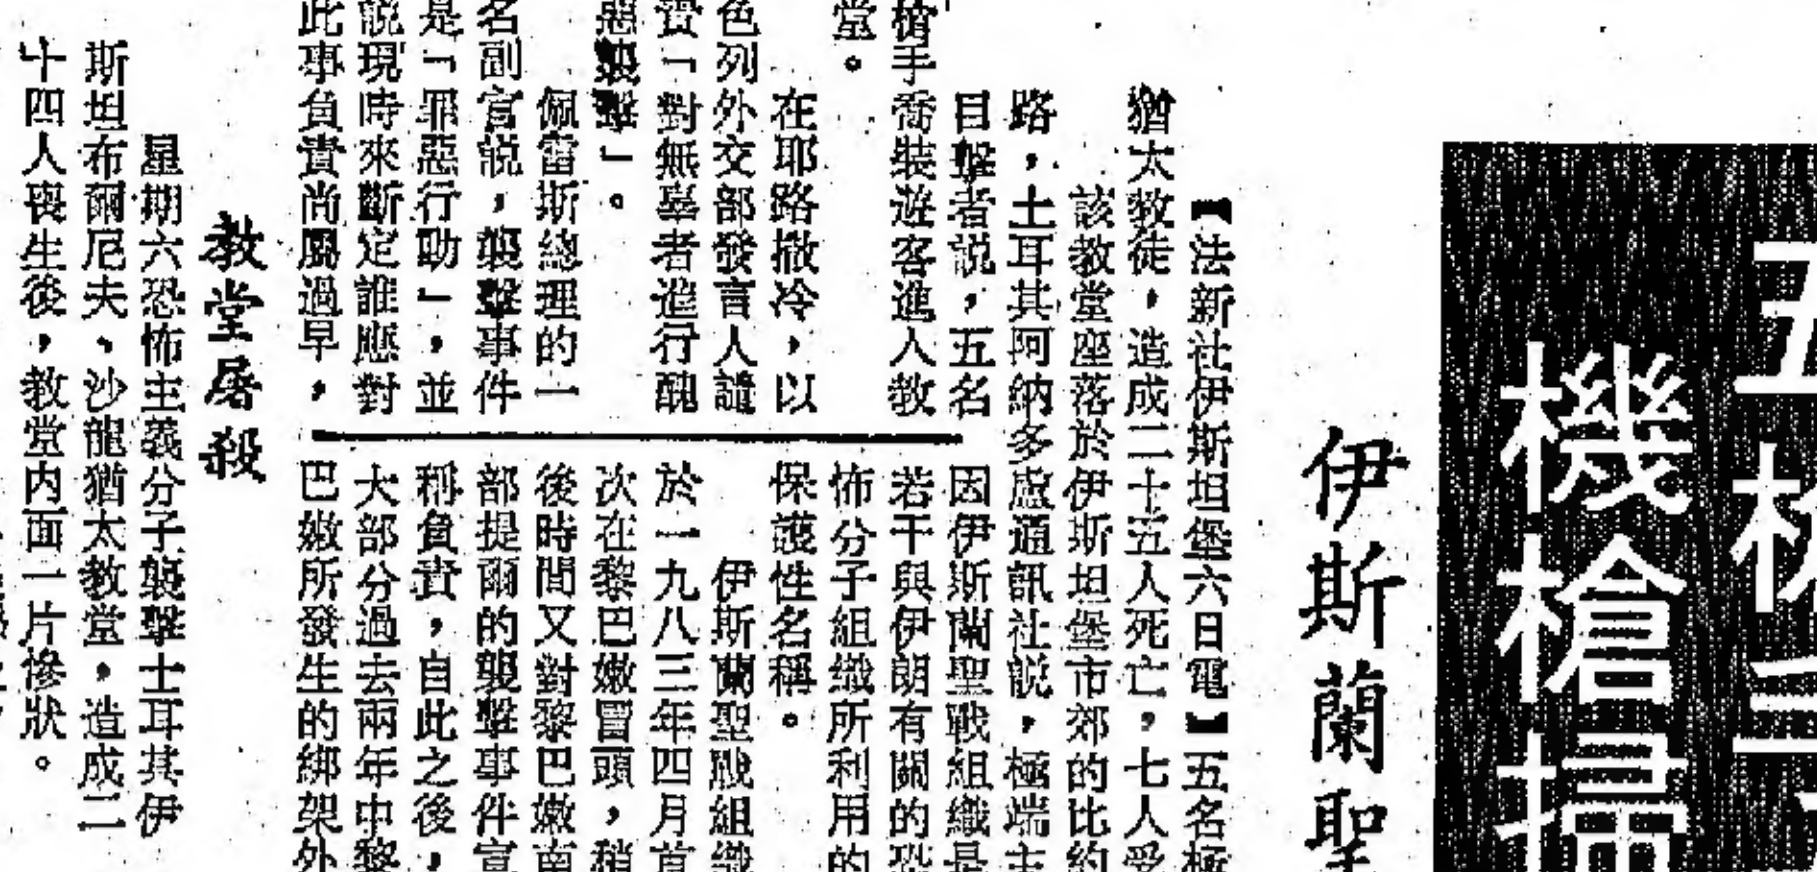 五槍手
機槍掃
伊斯蘭聖
【法新社伊斯坦堡六日電】五名
猶太教徒，造成二十五人死亡，七人受
該教堂座落於伊斯坦堡市郊的比約
路，土耳其阿納多盧通訊社説，極端主
目擊者説，五名
槍手喬裝遊客進入教
堂。
在耶路撒冷，以
色列外交部發言人譴
責「對無辜者進行醜
惡襲擊」。
佩雷斯總理的一
名副官説，襲擊事件
是「罪惡行助」，並
説現時來斷定誰應對
此事負責尚屬過早，
因伊斯蘭聖戰組織是
若干與伊朗有關的恐
怖分子組織所利用的
保護性名稱。
伊斯蘭聖戰組織
於一九八三年四月首
次在黎巴嫩冒頭，稍
後時間又對黎巴嫩南
部提爾的襲擊事件宣
稱負責，自此之後，
大部分過去兩年中黎
巴嫩所發生的綁架外
教堂屠殺
星期六恐怖主義分子襲擊土耳其伊
斯坦布爾尼夫、沙龍猶太教堂，造成二
十四人喪生後，教堂内面一片慘狀。